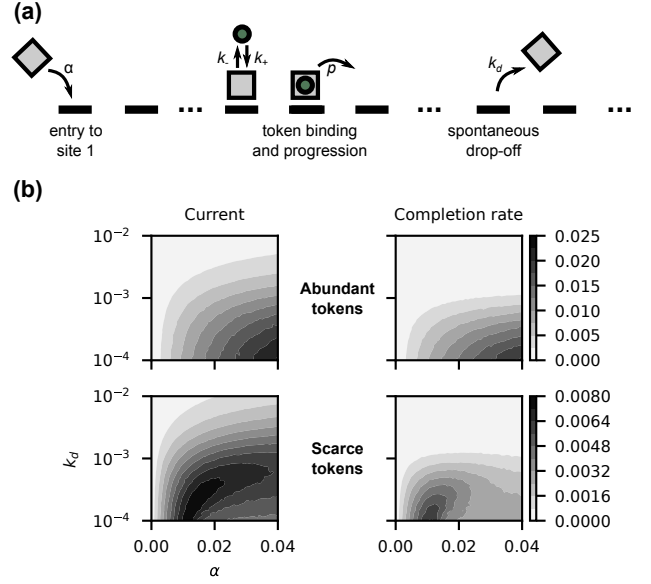 (a)
α
k-
k+
p
kd
...
...
...
entry to
site 1
token binding
and progression
spontaneous
drop-off
(b)
Current
Completion rate
10⁻²
10⁻³
10⁻⁴
Abundant
tokens
0.025
0.020
0.015
0.010
0.005
0.000
10⁻²
10⁻³
10⁻⁴
kd
Scarce
tokens
0.0080
0.0064
0.0048
0.0032
0.0016
0.0000
0.00
0.02
0.04
0.00
0.02
0.04
α